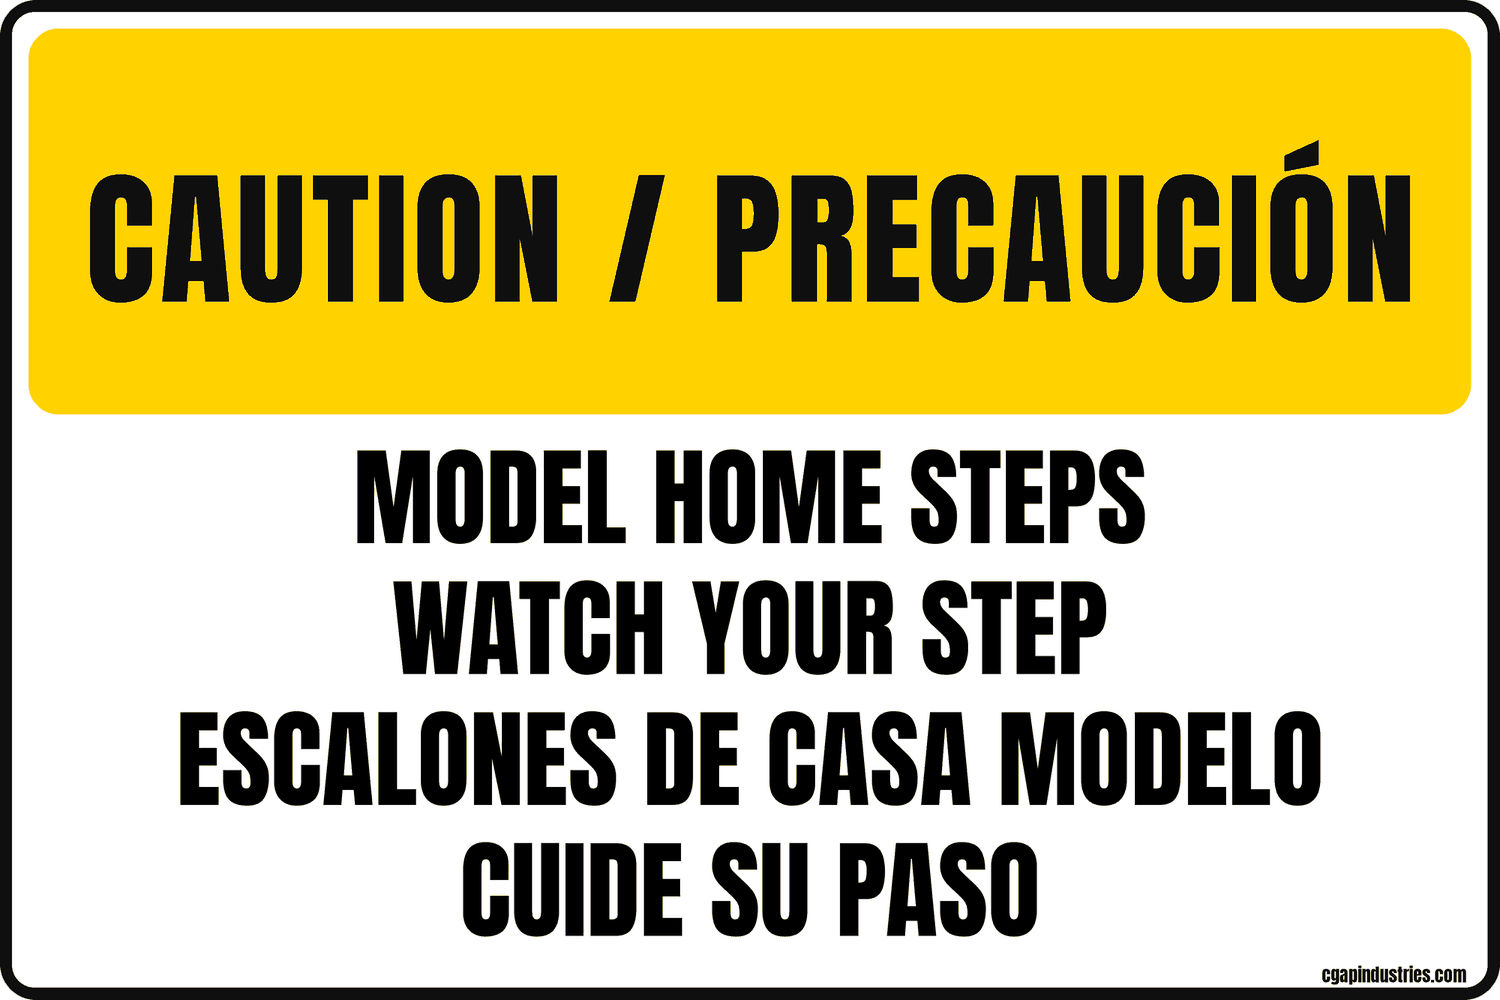 CAUTION / PRECAUCIÓN
MODEL HOME STEPS
WATCH YOUR STEP
ESCALONES DE CASA MODELO
CUIDE SU PASO
cgapindustries.com